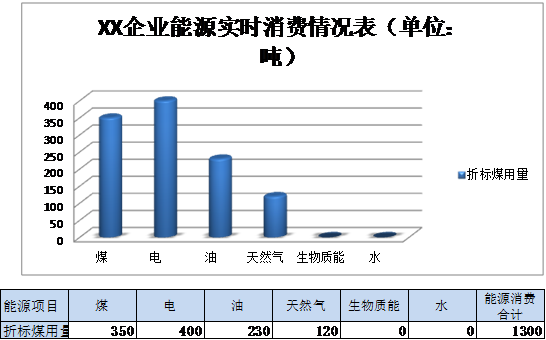 XX企业能源实时消费情况表（单位：
吨）
400
350
300
250
200
150
100
50
0
煤 电 油 天然气 生物质能 水
折标煤用量
能源项目 煤 电 油 天然气 生物质能 水 能源消费
合计
折标煤用量 350 400 230 120 0 0 1300